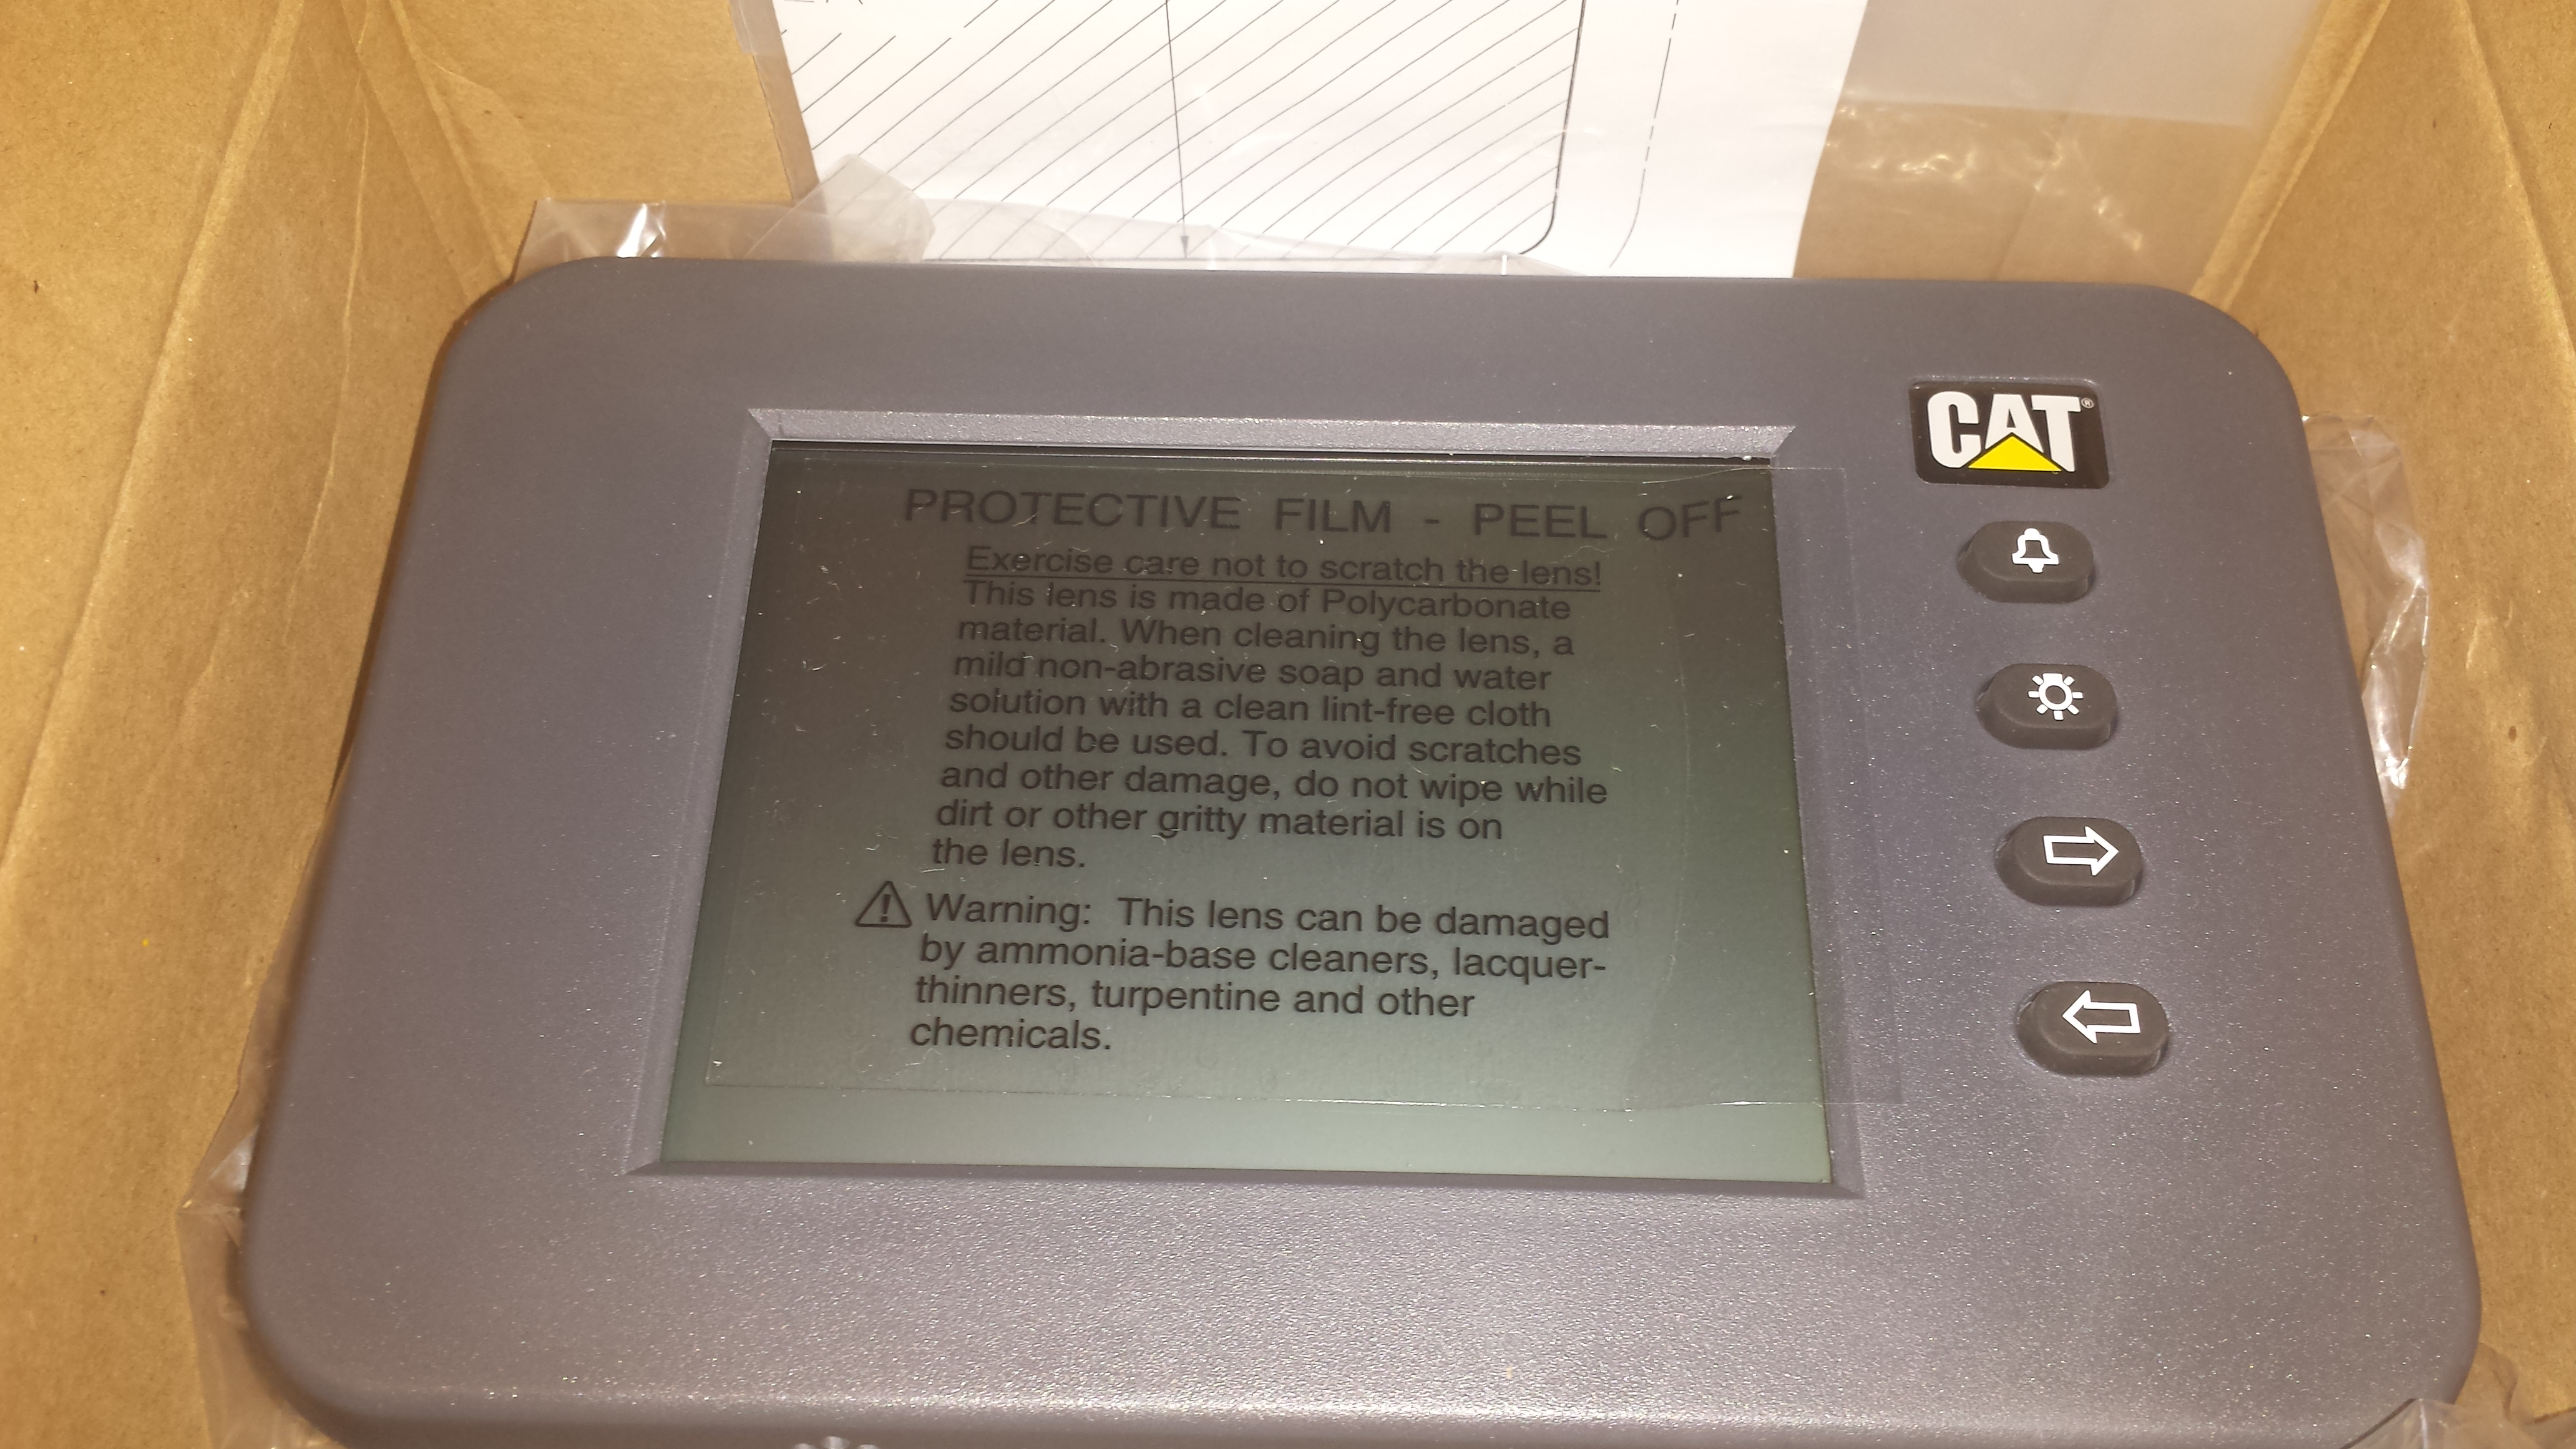 CAT®
PROTECTIVE FILM - PEEL OFF
Exercise care not to scratch the lens!
This lens is made of Polycarbonate
material. When cleaning the lens, a
mild non-abrasive soap and water
solution with a clean lint-free cloth
should be used. To avoid scratches
and other damage, do not wipe while
dirt or other gritty material is on
the lens.
Warning: This lens can be damaged
by ammonia-base cleaners, lacquer-
thinners, turpentine and other
chemicals.